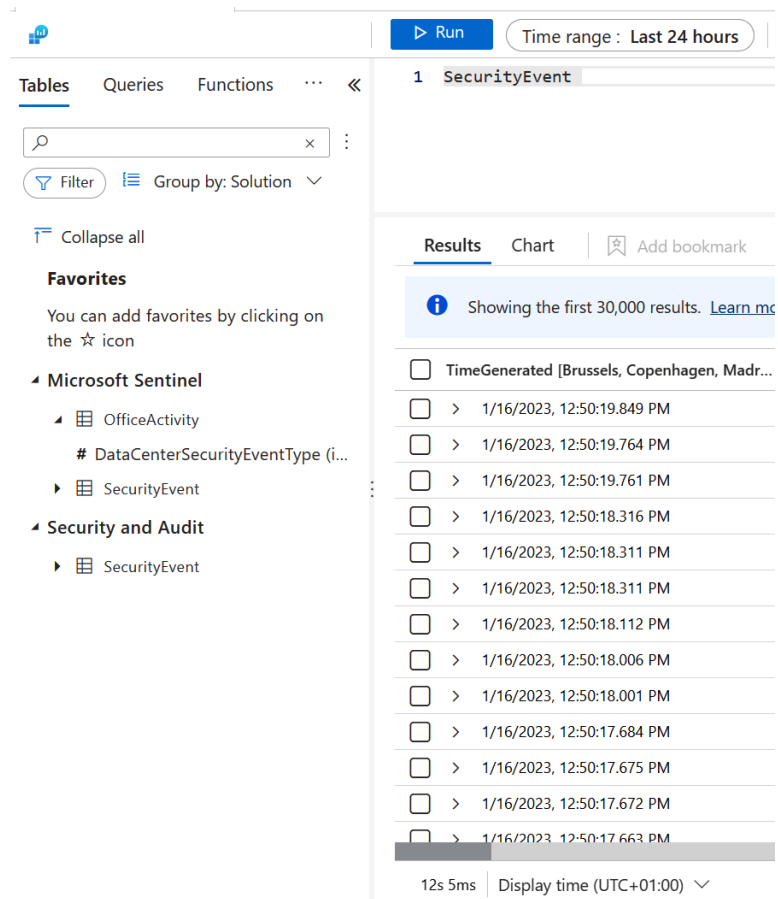 Run
Time range : Last 24 hours
Tables
Queries
Functions
···
«
1 SecurityEvent
Filter
Group by: Solution
Collapse all
Favorites
You can add favorites by clicking on
the ☆ icon
Microsoft Sentinel
OfficeActivity
# DataCenterSecurityEventType (i...
SecurityEvent
Security and Audit
SecurityEvent
Results
Chart
Add bookmark
Showing the first 30,000 results. Learn mo
TimeGenerated [Brussels, Copenhagen, Madr...
1/16/2023, 12:50:19.849 PM
1/16/2023, 12:50:19.764 PM
1/16/2023, 12:50:19.761 PM
1/16/2023, 12:50:18.316 PM
1/16/2023, 12:50:18.311 PM
1/16/2023, 12:50:18.311 PM
1/16/2023, 12:50:18.112 PM
1/16/2023, 12:50:18.006 PM
1/16/2023, 12:50:18.001 PM
1/16/2023, 12:50:17.684 PM
1/16/2023, 12:50:17.675 PM
1/16/2023, 12:50:17.672 PM
1/16/2023, 12:50:17.663 PM
12s 5ms
Display time (UTC+01:00)